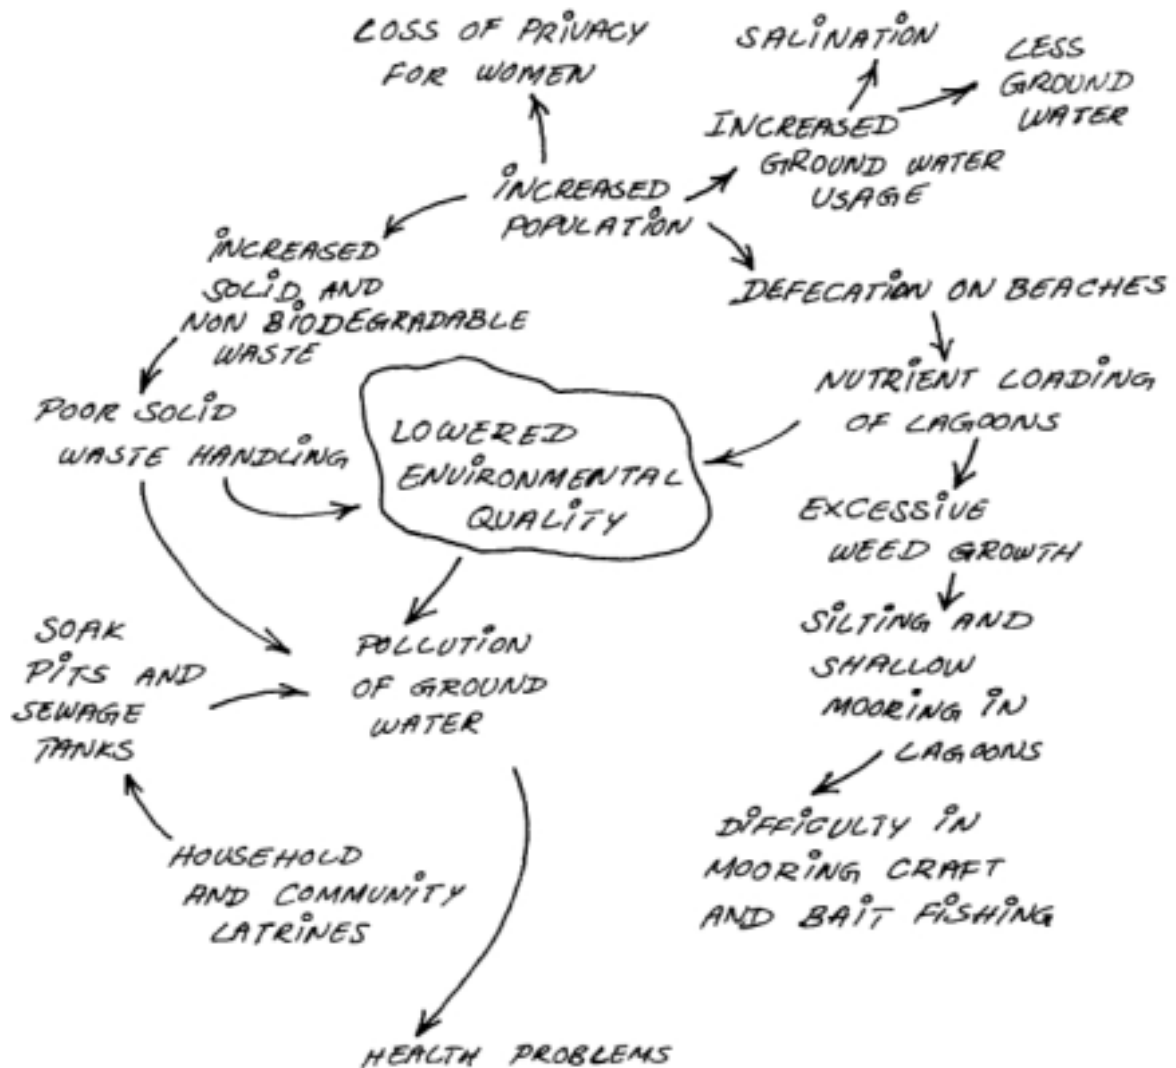 LOSS OF PRIVACY
FOR WOMEN
SALINATION
LESS
GROUND
WATER
INCREASED
GROUND WATER
USAGE
INCREASED
POPULATION
INCREASED
SOLID AND
NON BIODEGRADABLE
WASTE
DEFECATION ON BEACHES
POOR SOLID
WASTE HANDLING
LOWERED
ENVIRONMENTAL
QUALITY
NUTRIENT LOADING
OF LAGOONS
EXCESSIVE
WEED GROWTH
SOAK
PITS AND
SEWAGE
TANKS
POLLUTION
OF GROUND
WATER
SILTING AND
SHALLOW
MOORING IN
LAGOONS
HOUSEHOLD
AND COMMUNITY
LATRINES
DIFFICULTY IN
MOORING CRAFT
AND BAIT FISHING
HEALTH PROBLEMS